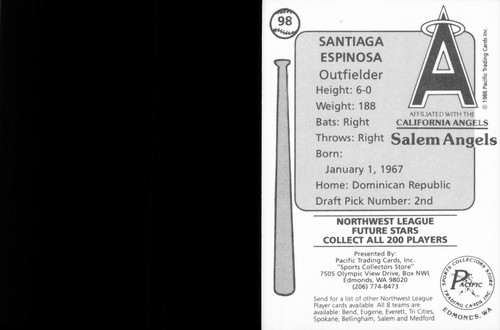 98
SANTIAGA
ESPINOSA
Outfielder
Height: 6-0
Weight: 188
Bats: Right
Throws: Right
Born:
January 1, 1967
Home: Dominican Republic
Draft Pick Number: 2nd
A
© 1986 Pacific Trading Cards Inc.
AFFILIATED WITH THE
CALIFORNIA ANGELS
Salem Angels
NORTHWEST LEAGUE
FUTURE STARS
COLLECT ALL 200 PLAYERS
Presented By:
Pacific Trading Cards, Inc.
"Sports Collectors Store"
7505 Olympic View Drive, Box NWL
Edmonds, WA 98020
(206) 774-8473
Send for a list of other Northwest League
Player cards available. All 8 teams are
available: Bend, Eugene, Everett, Tri Cities,
Spokane, Bellingham, Salem and Medford.
SPORTS COLLECTORS STORE
PACIFIC
TRADING CARDS INC.
EDMONDS, WA